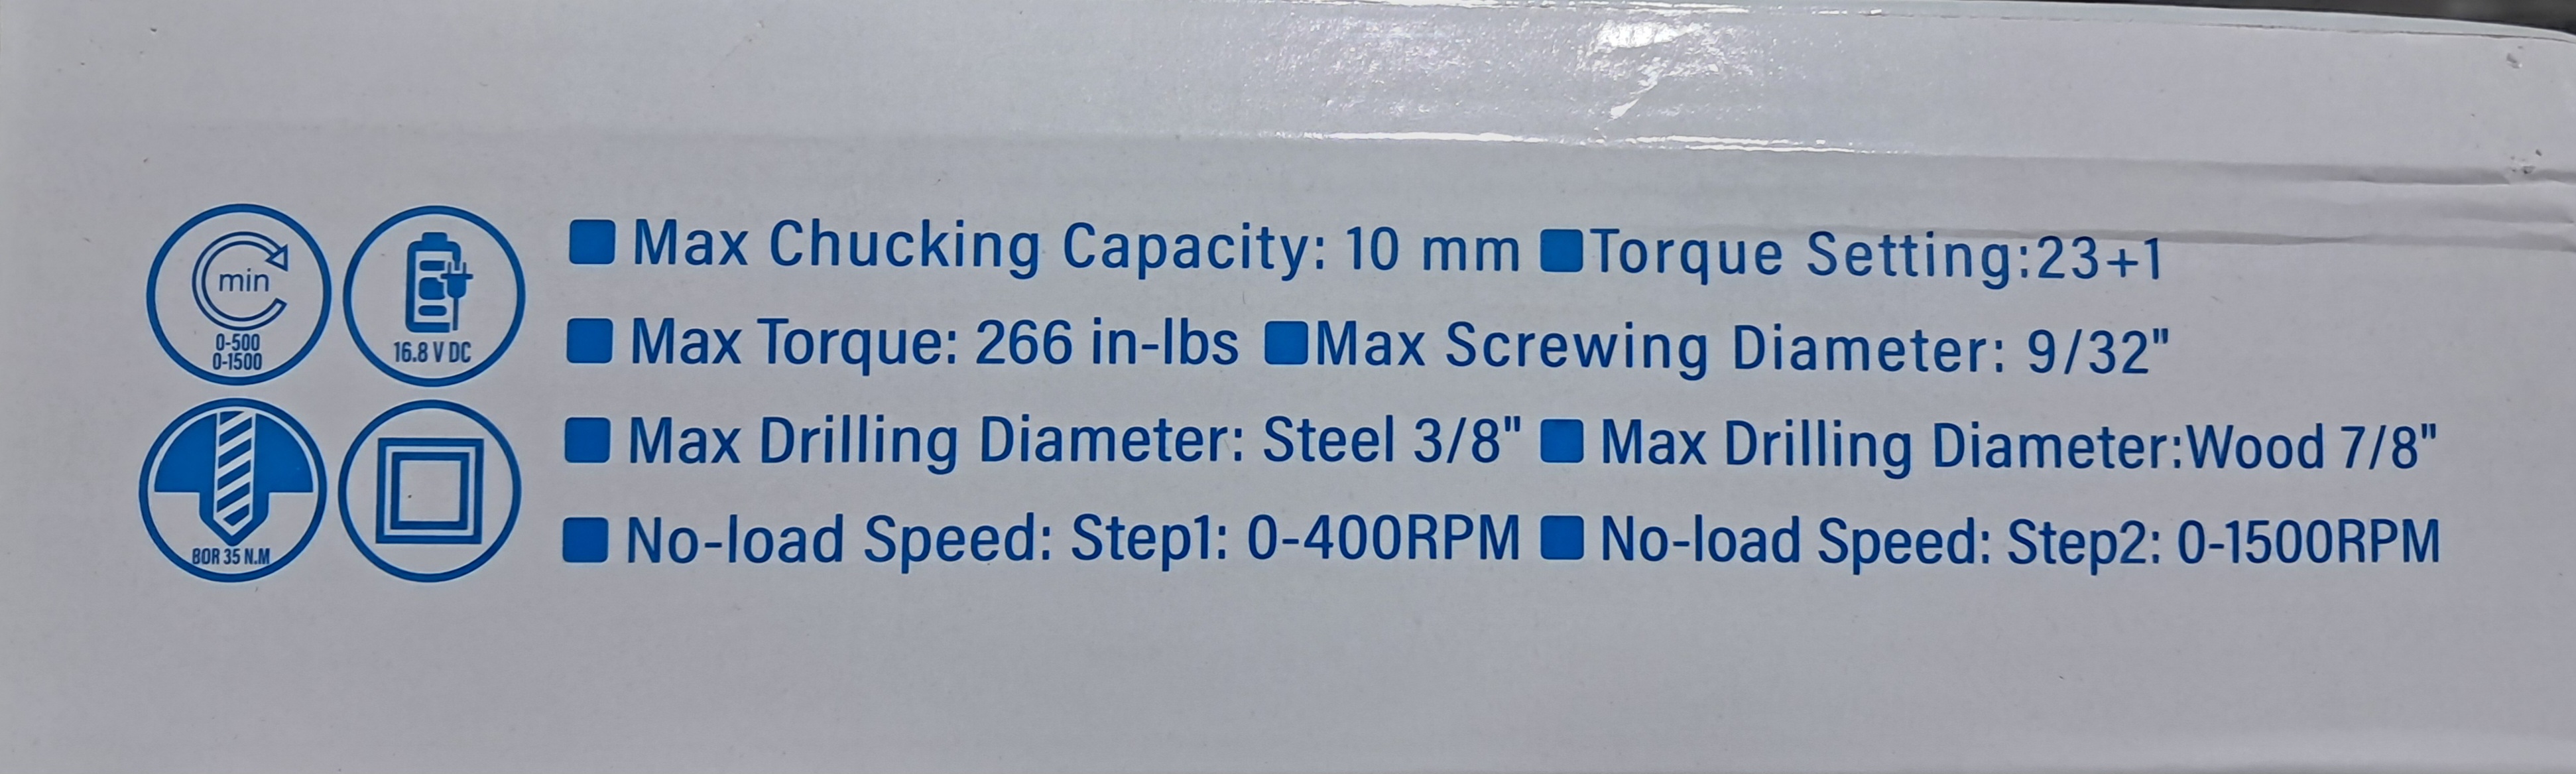 min
0-500
0-1500
16.8 V DC
BOR 35 N.M
Max Chucking Capacity: 10 mm Torque Setting:23+1
Max Torque: 266 in-lbs Max Screwing Diameter: 9/32"
Max Drilling Diameter: Steel 3/8" Max Drilling Diameter:Wood 7/8"
No-load Speed: Step1: 0-400RPM No-load Speed: Step2: 0-1500RPM